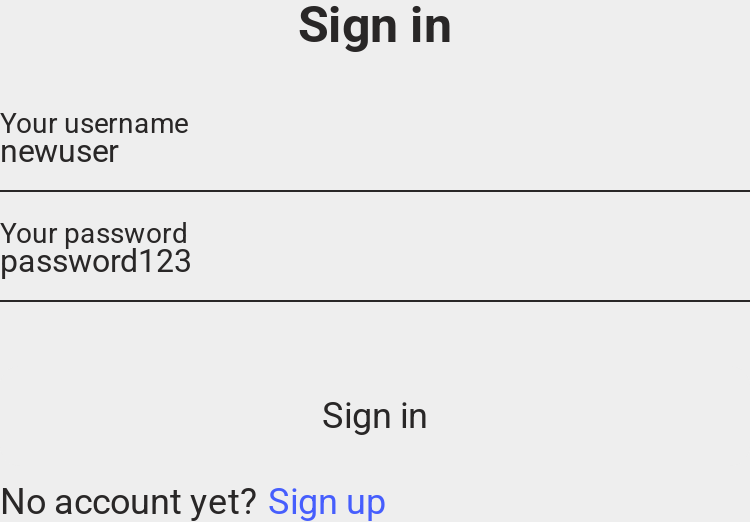 Sign in
Your username
newuser
Your password
password123
Sign in
No account yet? Sign up